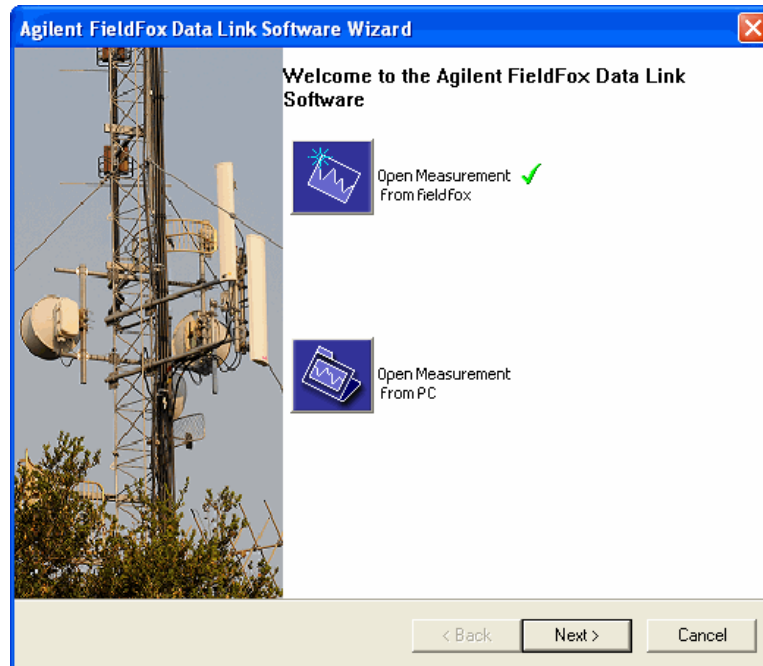 Agilent FieldFox Data Link Software Wizard
Welcome to the Agilent FieldFox Data Link
Software
Open Measurement
from fieldfox
Open Measurement
from PC
< Back
Next >
Cancel